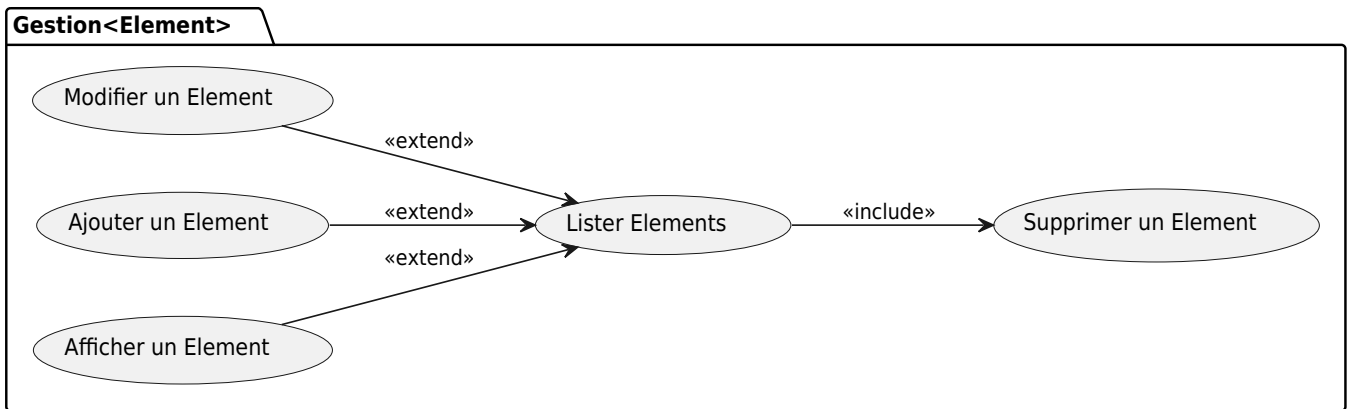 Gestion<Element>
Modifier un Element
«extend»
Ajouter un Element
«extend»
Lister Elements
«include»
Supprimer un Element
«extend»
Afficher un Element